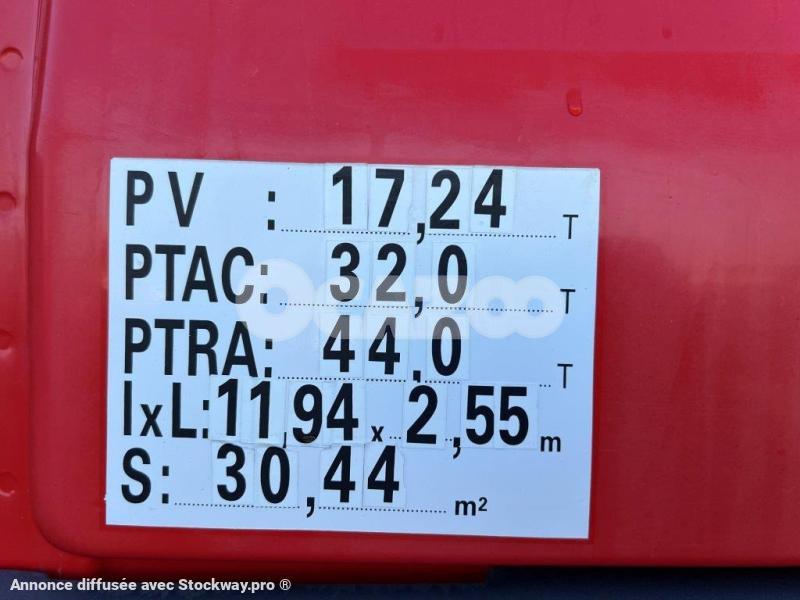 PV : 17,24 T
PTAC: 32,0 T
PTRA: 44,0 T
lxL: 11,94 x 2,55 m
S: 30,44 m²
Ocazoo
Annonce diffusée avec Stockway.pro ®